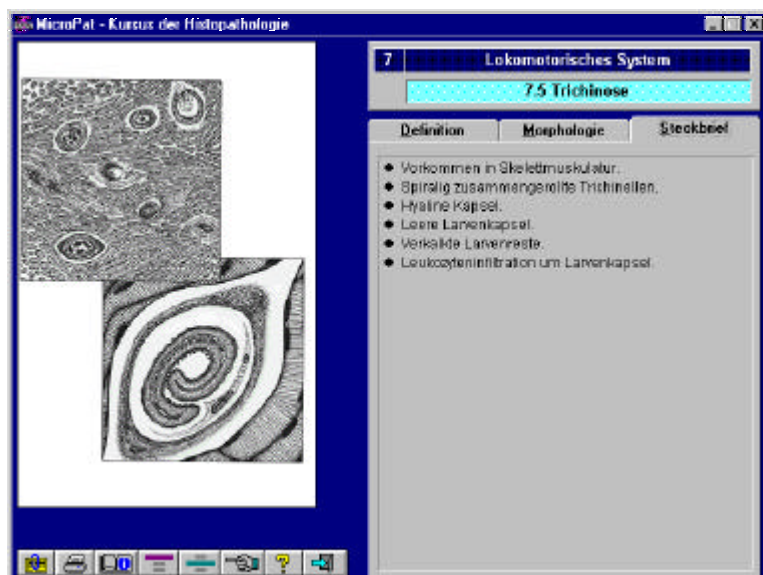 MicroPat - Kursus der Histopathologie
7 Lokomotorisches System
7.5 Trichinose
Definition Morphologie Steckbrief
Vorkommen in Skelettmuskulatur.
Spiralig zusammengerollte Trichinellen.
Hyaline Kapsel.
Leere Larvenkapsel.
Verkalkte Larvenreste.
Leukozyteninfiltration um Larvenkapsel.